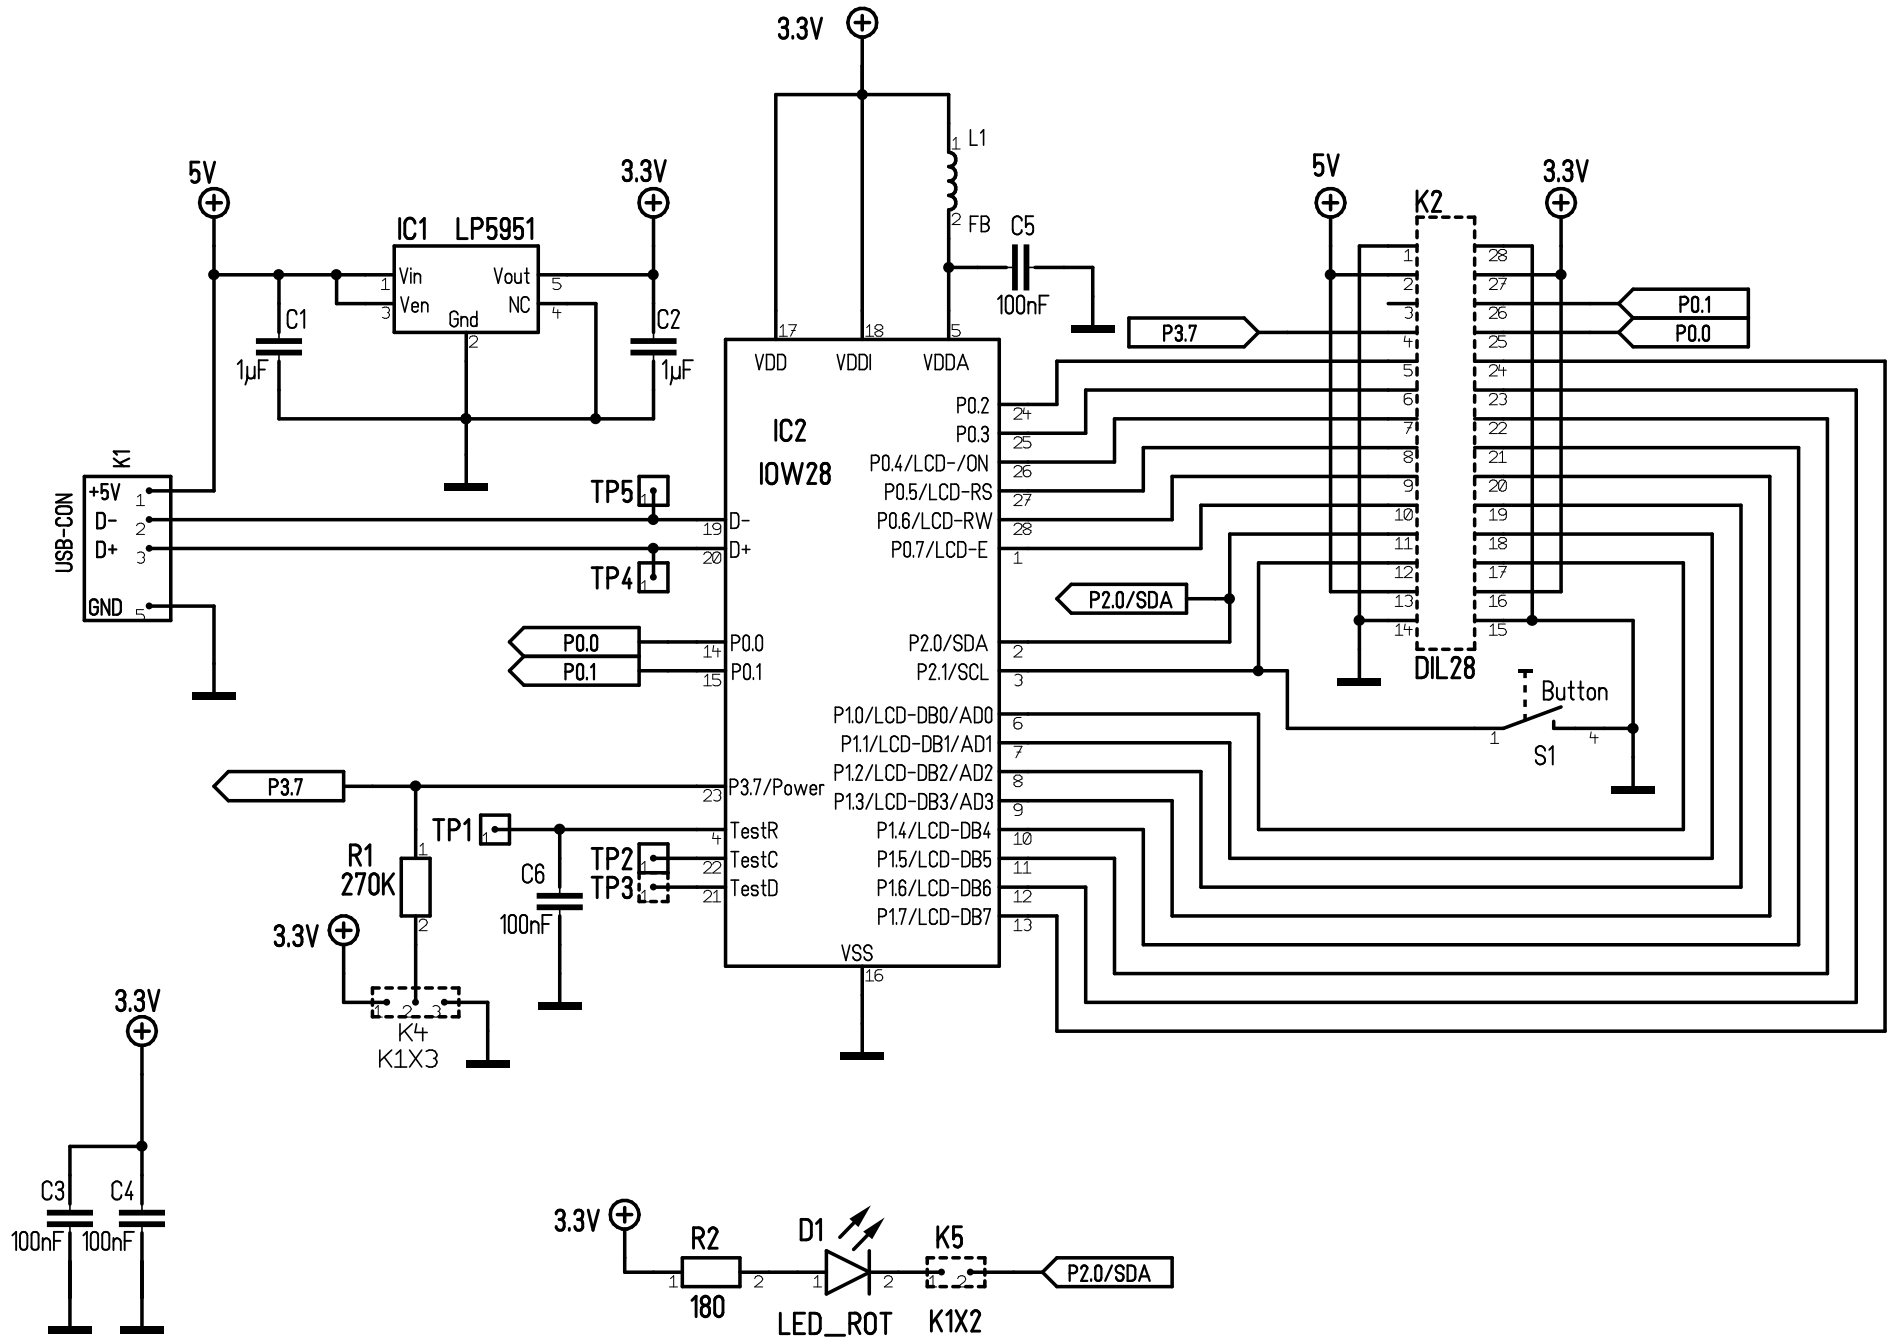 3.3V
L1
1
2
FB
C5
100nF
5V
IC1 LP5951
3.3V
1 Vin
Vout 5
3 Ven
NC 4
Gnd
2
C1
1µF
C2
1µF
K1
USB-CON
+5V 1
D- 2
D+ 3
GND 5
TP5
1
TP4
1
17
18
5
VDD
VDDI
VDDA
IC2
IOW28
19 D-
20 D+
P0.0
14 P0.0
P0.1
15 P0.1
P3.7
23 P3.7/Power
TP1
1
4 TestR
TP2
1
22 TestC
TP3
1
21 TestD
P0.2 24
P0.3 25
P0.4/LCD-/ON 26
P0.5/LCD-RS 27
P0.6/LCD-RW 28
P0.7/LCD-E 1
P2.0/SDA 2
P2.1/SCL 3
P1.0/LCD-DB0/AD0 6
P1.1/LCD-DB1/AD1 7
P1.2/LCD-DB2/AD2 8
P1.3/LCD-DB3/AD3 9
P1.4/LCD-DB4 10
P1.5/LCD-DB5 11
P1.6/LCD-DB6 12
P1.7/LCD-DB7 13
VSS
16
P2.0/SDA
5V
3.3V
K2
1 28
2 27
3 26
4 25
5 24
6 23
7 22
8 21
9 20
10 19
11 18
12 17
13 16
14 15
DIL28
P3.7
P0.1
P0.0
Button
1
4
S1
R1
270K
1
2
C6
100nF
3.3V
1 2 3
K4
K1X3
3.3V
C3
100nF
C4
100nF
3.3V
R2
1 2
180
D1
1 2
LED_ROT
K5
1 2
K1X2
P2.0/SDA